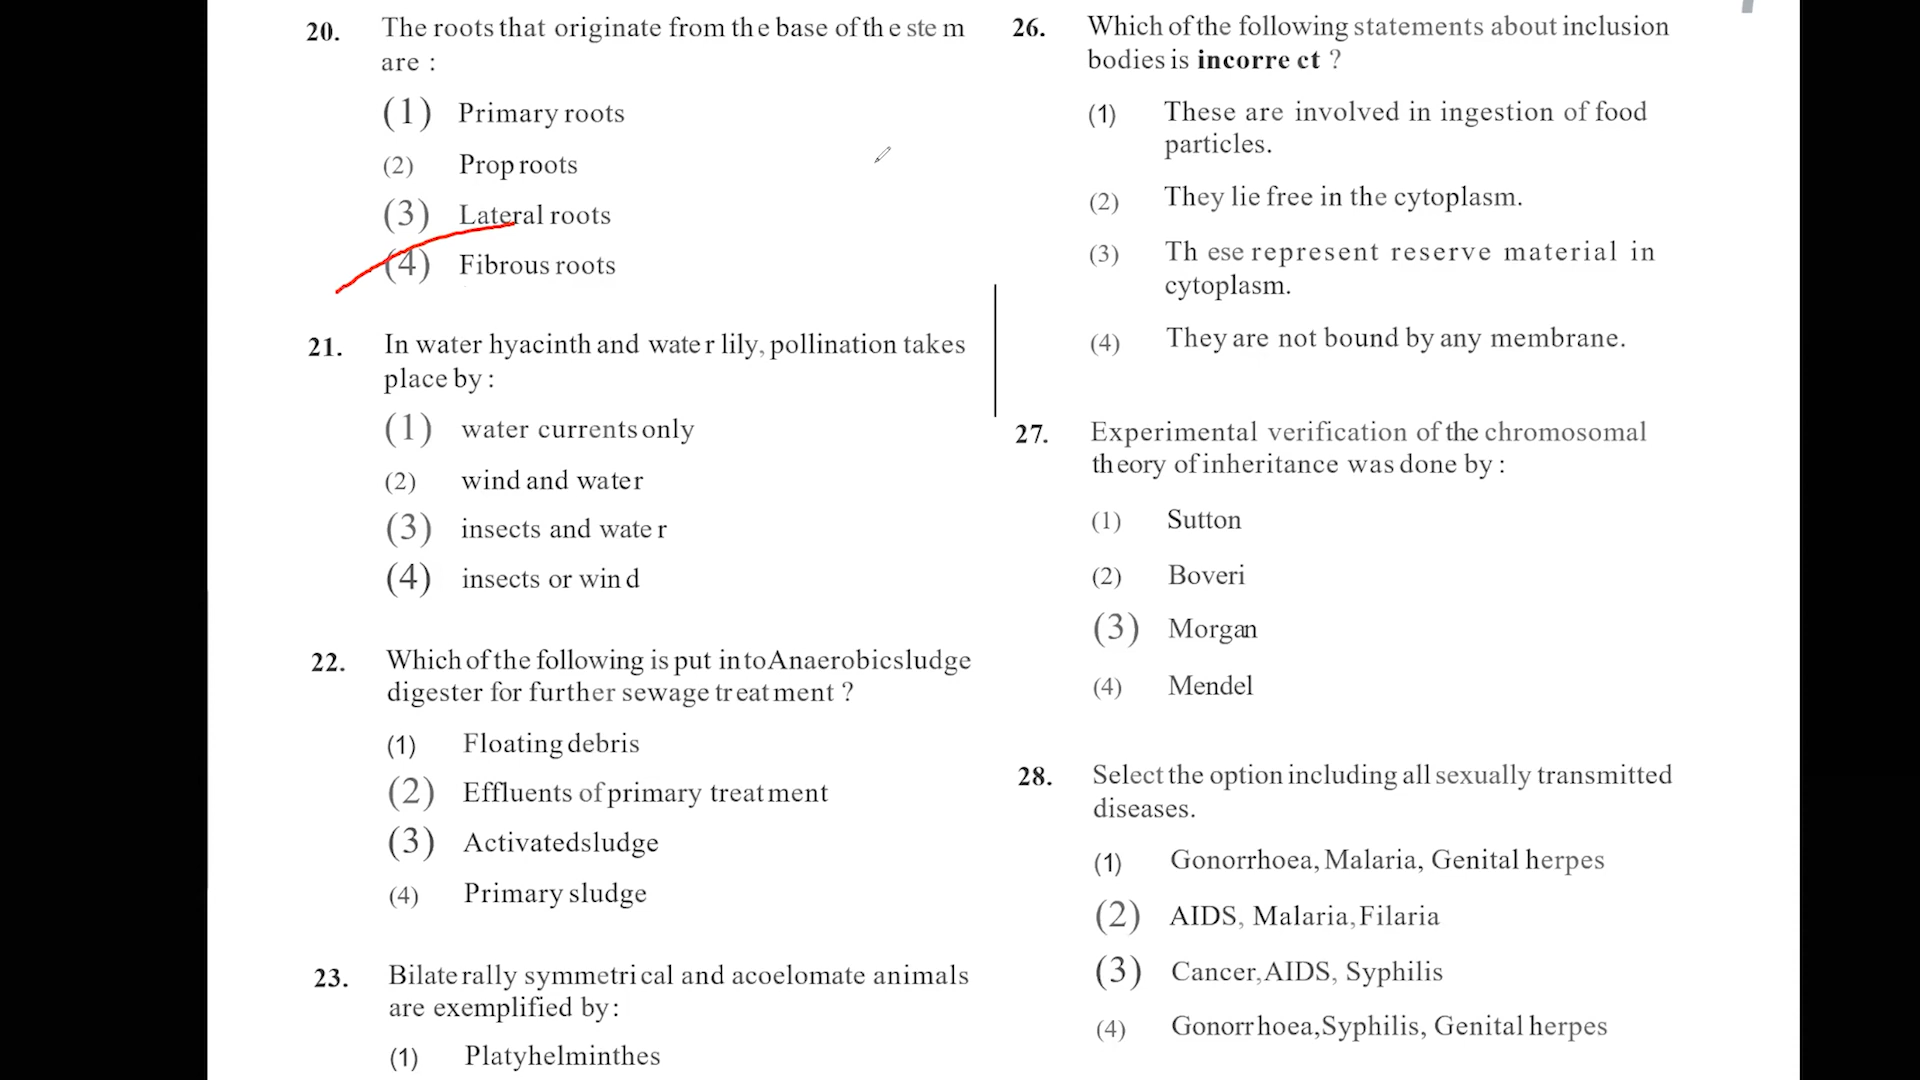 20. The roots that originate from the base of the stem
are :
(1) Primary roots
(2) Prop roots
(3) Lateral roots
(4) Fibrous roots
21. In water hyacinth and water lily, pollination takes
place by :
(1) water currents only
(2) wind and water
(3) insects and water
(4) insects or wind
22. Which of the following is put into Anaerobic sludge
digester for further sewage treatment ?
(1) Floating debris
(2) Effluents of primary treatment
(3) Activated sludge
(4) Primary sludge
23. Bilaterally symmetrical and acoelomate animals
are exemplified by :
(1) Platyhelminthes
26. Which of the following statements about inclusion
bodies is incorrect ?
(1) These are involved in ingestion of food
particles.
(2) They lie free in the cytoplasm.
(3) These represent reserve material in
cytoplasm.
(4) They are not bound by any membrane.
27. Experimental verification of the chromosomal
theory of inheritance was done by :
(1) Sutton
(2) Boveri
(3) Morgan
(4) Mendel
28. Select the option including all sexually transmitted
diseases.
(1) Gonorrhoea, Malaria, Genital herpes
(2) AIDS, Malaria, Filaria
(3) Cancer, AIDS, Syphilis
(4) Gonorrhoea, Syphilis, Genital herpes